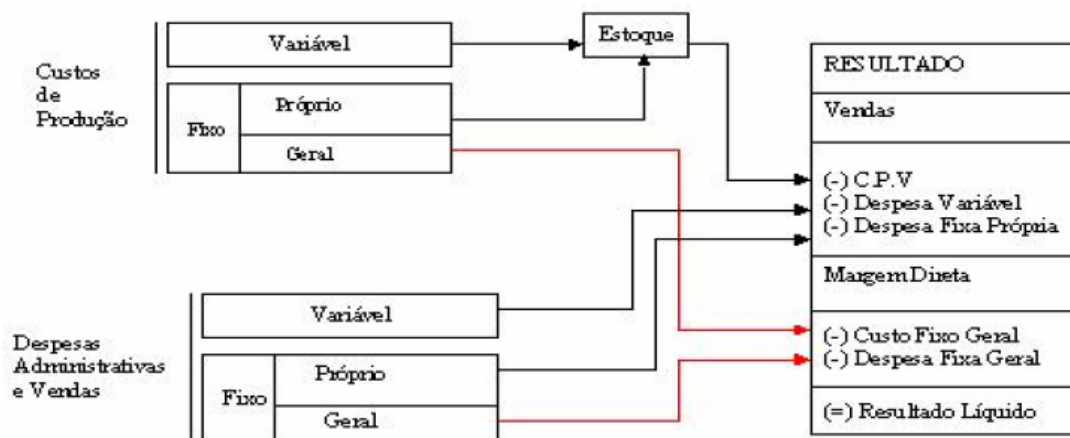 Custos
de
Produção
Variável
Fixo
Próprio
Geral
Estoque
Despesas
Administrativas
e Vendas
Variável
Fixo
Próprio
Geral
RESULTADO
Vendas
(-) C.P.V
(-) Despesa Variável
(-) Despesa Fixa Própria
Margem Direta
(-) Custo Fixo Geral
(-) Despesa Fixa Geral
(=) Resultado Líquido